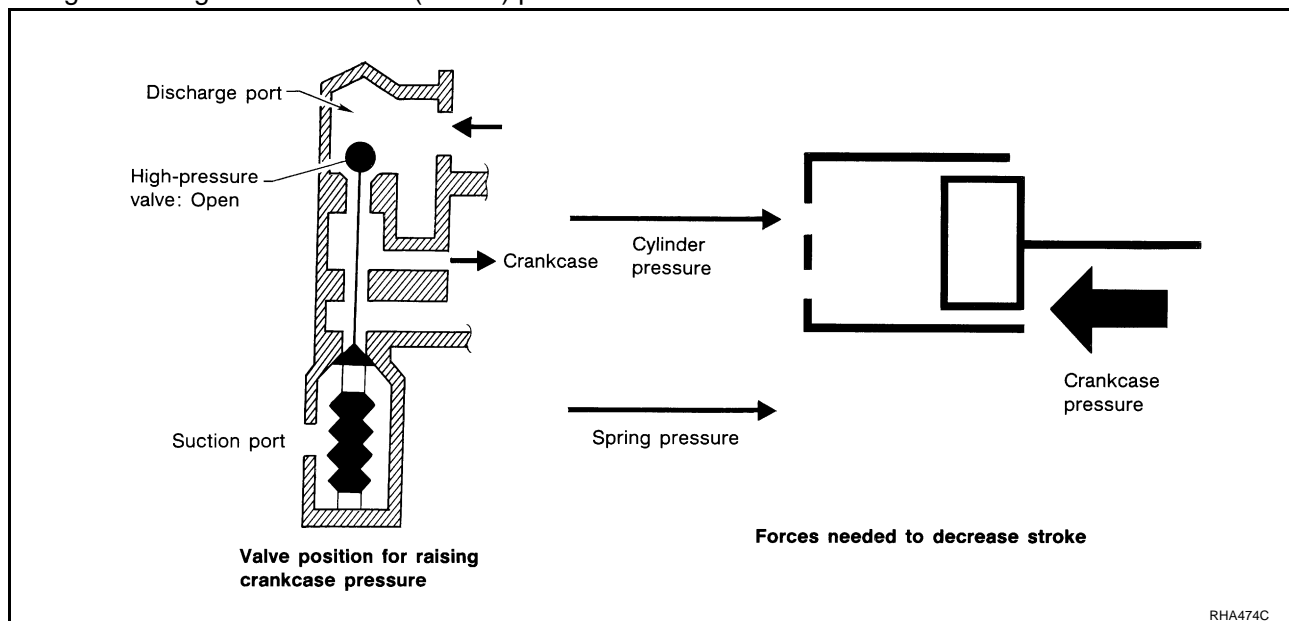 Discharge port
High-pressure
valve: Open
Crankcase
Suction port
Valve position for raising
crankcase pressure
Cylinder
pressure
Spring pressure
Crankcase
pressure
Forces needed to decrease stroke
RHA474C